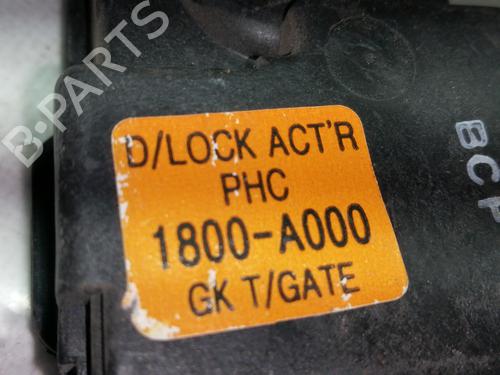 B-PARTS
D/LOCK ACT'R
PHC
1800-A000
GK T/GATE
BCP